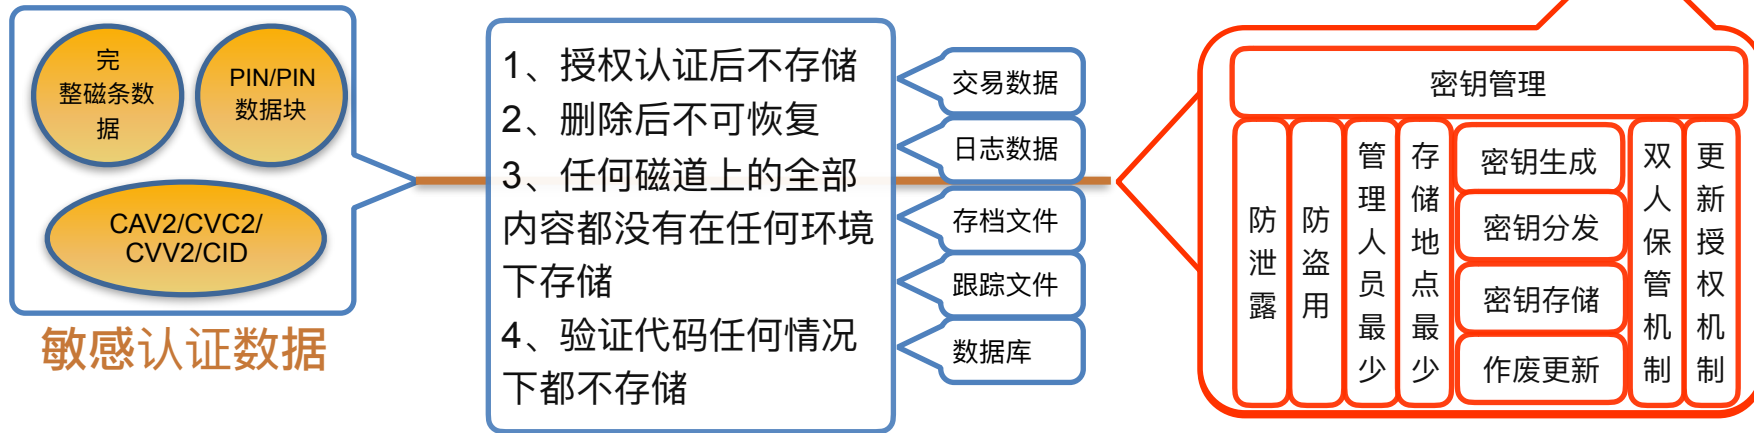 完
整磁条数
据
PIN/PIN
数据块
CAV2/CVC2/
CVV2/CID
敏感认证数据
1、授权认证后不存储
2、删除后不可恢复
3、任何磁道上的全部
内容都没有在任何环境
下存储
4、验证代码任何情况
下都不存储
交易数据
日志数据
存档文件
跟踪文件
数据库
密钥管理
防泄露
防盗用
管理人员最少
存储地点最少
密钥生成
密钥分发
密钥存储
作废更新
双人保管机制
更新授权机制